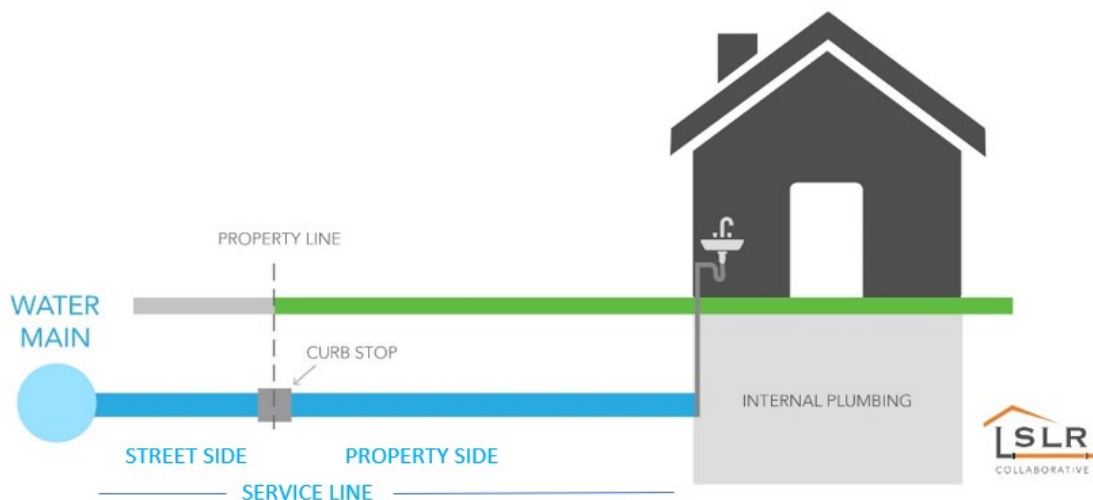 PROPERTY LINE
WATER
MAIN
CURB STOP
INTERNAL PLUMBING
STREET SIDE
PROPERTY SIDE
SERVICE LINE
LSLR
COLLABORATIVE